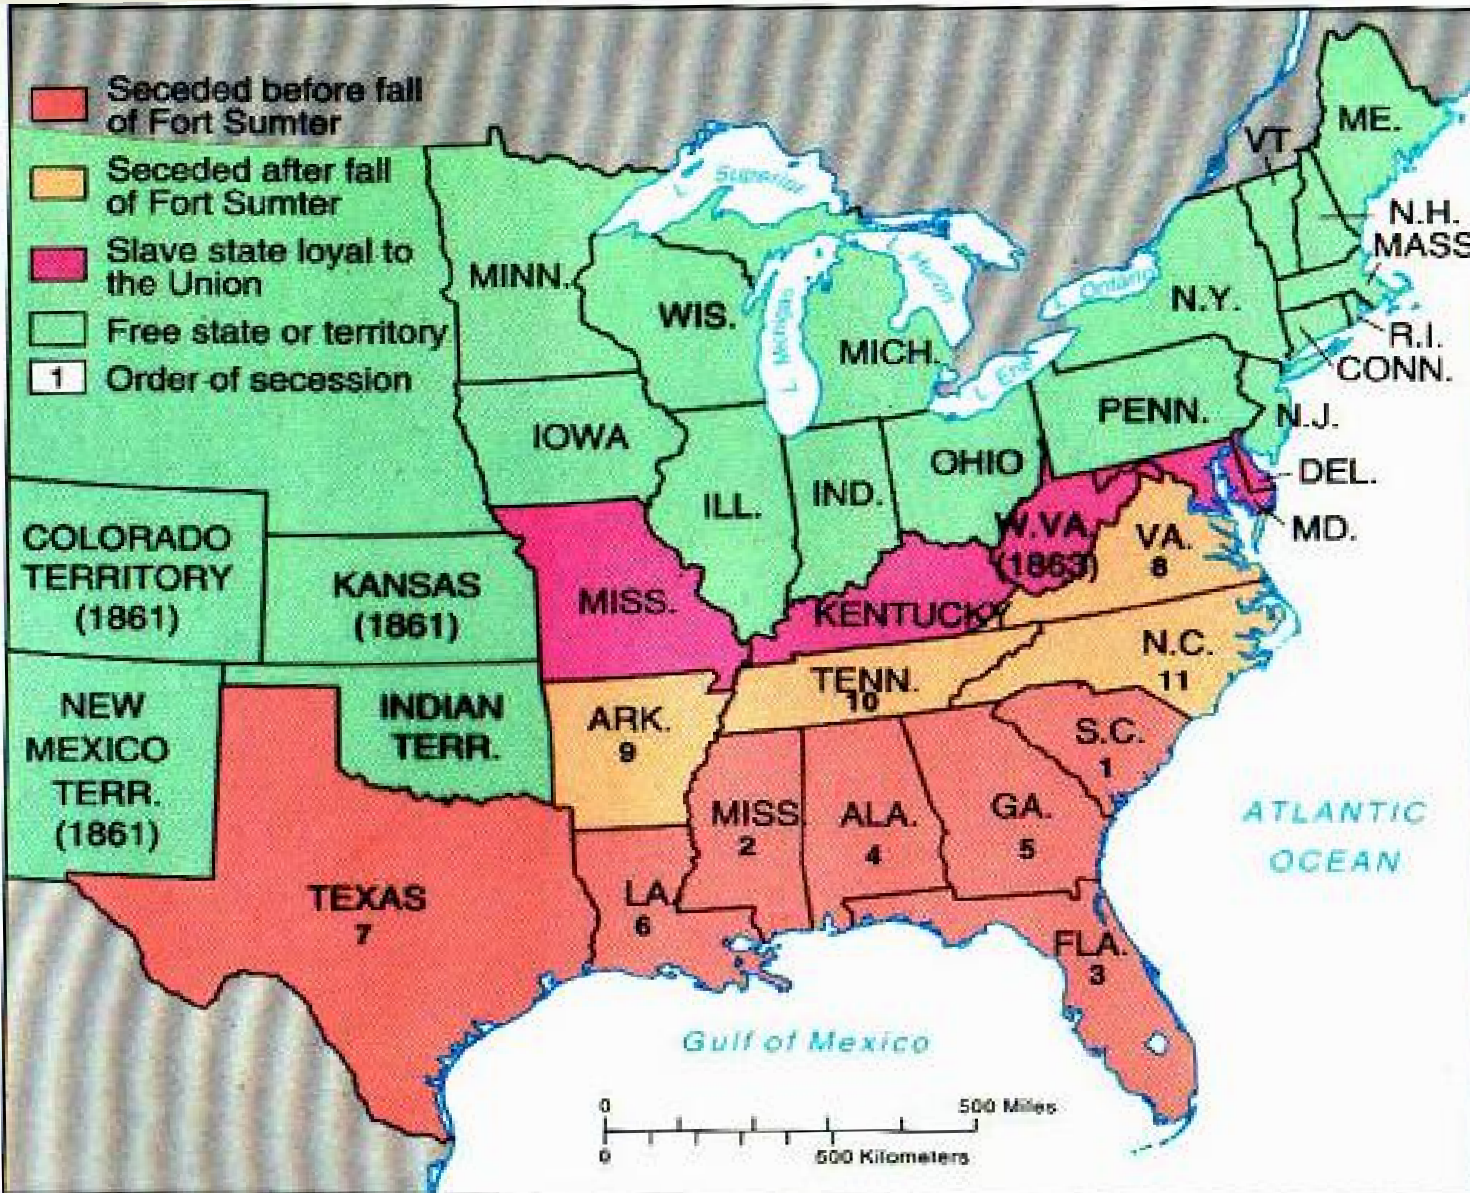 Seceded before fall
of Fort Sumter
Seceded after fall
of Fort Sumter
Slave state loyal to
the Union
Free state or territory
1 Order of secession
L. Superior
L. Michigan
Huron
L. Ontario
L. Erie
VT.
ME.
N.H.
MASS
R.I.
CONN.
N.Y.
MINN.
WIS.
MICH.
PENN.
N.J.
IOWA
ILL.
IND.
OHIO
DEL.
MD.
COLORADO
TERRITORY
(1861)
KANSAS
(1861)
MISS.
KENTUCKY
W.VA.
(1863)
VA.
8
N.C.
11
NEW
MEXICO
TERR.
(1861)
INDIAN
TERR.
ARK.
9
TENN.
10
S.C.
1
MISS
2
ALA.
4
GA.
5
TEXAS
7
LA.
6
FLA.
3
ATLANTIC
OCEAN
Gulf of Mexico
0 500 Miles
0 500 Kilometers